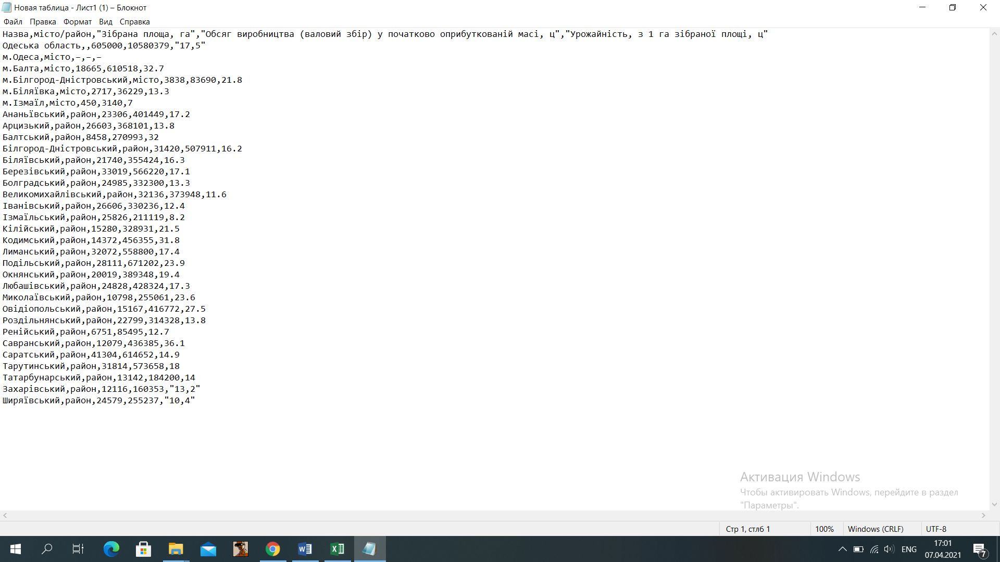 Новая таблица - Лист1 (1) – Блокнот
Файл Правка Формат Вид Справка
Назва,місто/район,"Зібрана площа, га","Обсяг виробництва (валовий збір) у початково оприбуткованій масі, ц","Урожайність, з 1 га зібраної площі, ц"
Одеська область,,605000,10580379,"17,5"
м.Одеса,місто,–,–,–
м.Балта,місто,18665,610518,32.7
м.Білгород-Дністровський,місто,3838,83690,21.8
м.Біляївка,місто,2717,36229,13.3
м.Ізмаїл,місто,450,3140,7
Ананьївський,район,23306,401449,17.2
Арцизький,район,26603,368101,13.8
Балтський,район,8458,270993,32
Білгород-Дністровський,район,31420,507911,16.2
Біляївський,район,21740,355424,16.3
Березівський,район,33019,566220,17.1
Болградський,район,24985,332300,13.3
Великомихайлівський,район,32136,373948,11.6
Іванівський,район,26606,330236,12.4
Ізмаїльський,район,25826,211119,8.2
Кілійський,район,15280,328931,21.5
Кодимський,район,14372,456355,31.8
Лиманський,район,32072,558800,17.4
Подільський,район,28111,671202,23.9
Окнянський,район,20019,389348,19.4
Любашівський,район,24828,428324,17.3
Миколаївський,район,10798,255061,23.6
Овідіопольський,район,15167,416772,27.5
Роздільнянський,район,22799,314328,13.8
Ренійський,район,6751,85495,12.7
Савранський,район,12079,436385,36.1
Саратський,район,41304,614652,14.9
Тарутинський,район,31814,573658,18
Татарбунарський,район,13142,184200,14
Захарівський,район,12116,160353,"13,2"
Ширяївський,район,24579,255237,"10,4"
Активация Windows
Чтобы активировать Windows, перейдите в раздел
"Параметры".
Стр 1, стлб 1 100% Windows (CRLF) UTF-8
ENG 17:01
07.04.2021 7